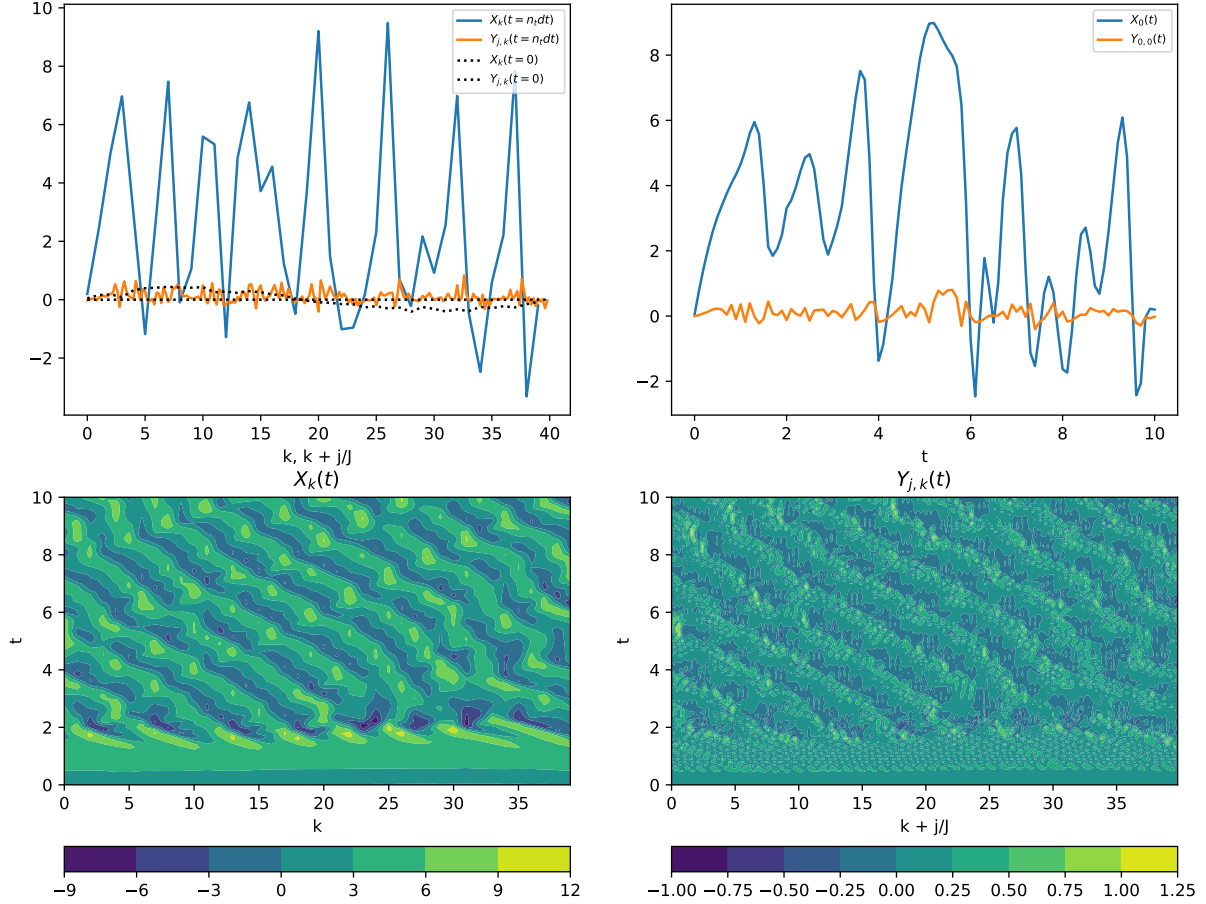 10
8
6
4
2
0
−2
X_k(t = n_t dt)
Y_{j,k}(t = n_t dt)
X_k(t = 0)
Y_{j,k}(t = 0)
0 5 10 15 20 25 30 35 40
k, k + j/J
8
6
4
2
0
−2
X_0(t)
Y_{0,0}(t)
0 2 4 6 8 10
t
X_k(t)
10
8
6
4
2
0
t
0 5 10 15 20 25 30 35
k
−9 −6 −3 0 3 6 9 12
Y_{j,k}(t)
10
8
6
4
2
0
t
0 5 10 15 20 25 30 35
k + j/J
−1.00 −0.75 −0.50 −0.25 0.00 0.25 0.50 0.75 1.00 1.25